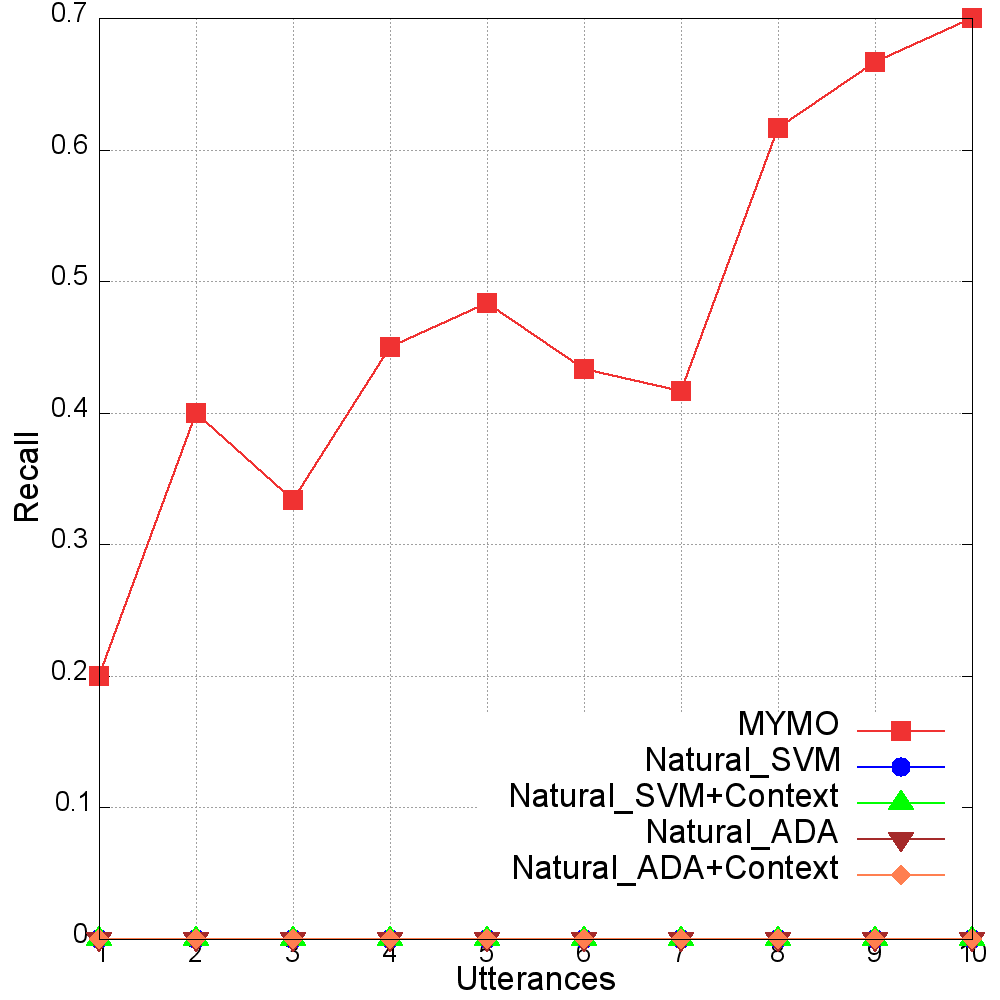 0.7
0.6
0.5
0.4
0.3
0.2
0.1
0
Recall
MYMO
Natural_SVM
Natural_SVM+Context
Natural_ADA
Natural_ADA+Context
1 2 3 4 5 6 7 8 9 10
Utterances